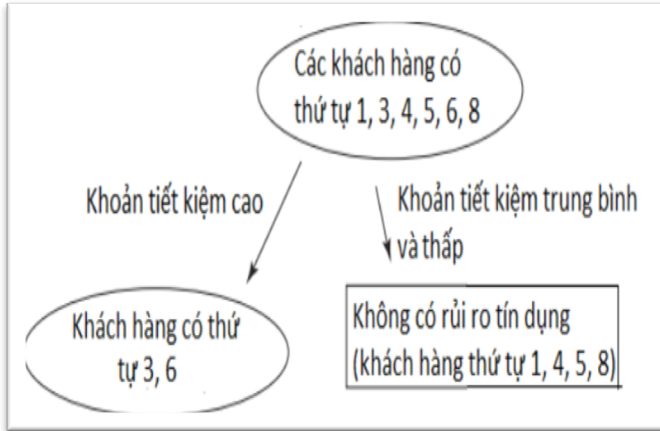 Các khách hàng có
thứ tự 1, 3, 4, 5, 6, 8
Khoản tiết kiệm cao
Khoản tiết kiệm trung bình
và thấp
Khách hàng có thứ
tự 3, 6
Không có rủi ro tín dụng
(khách hàng thứ tự 1, 4, 5, 8)